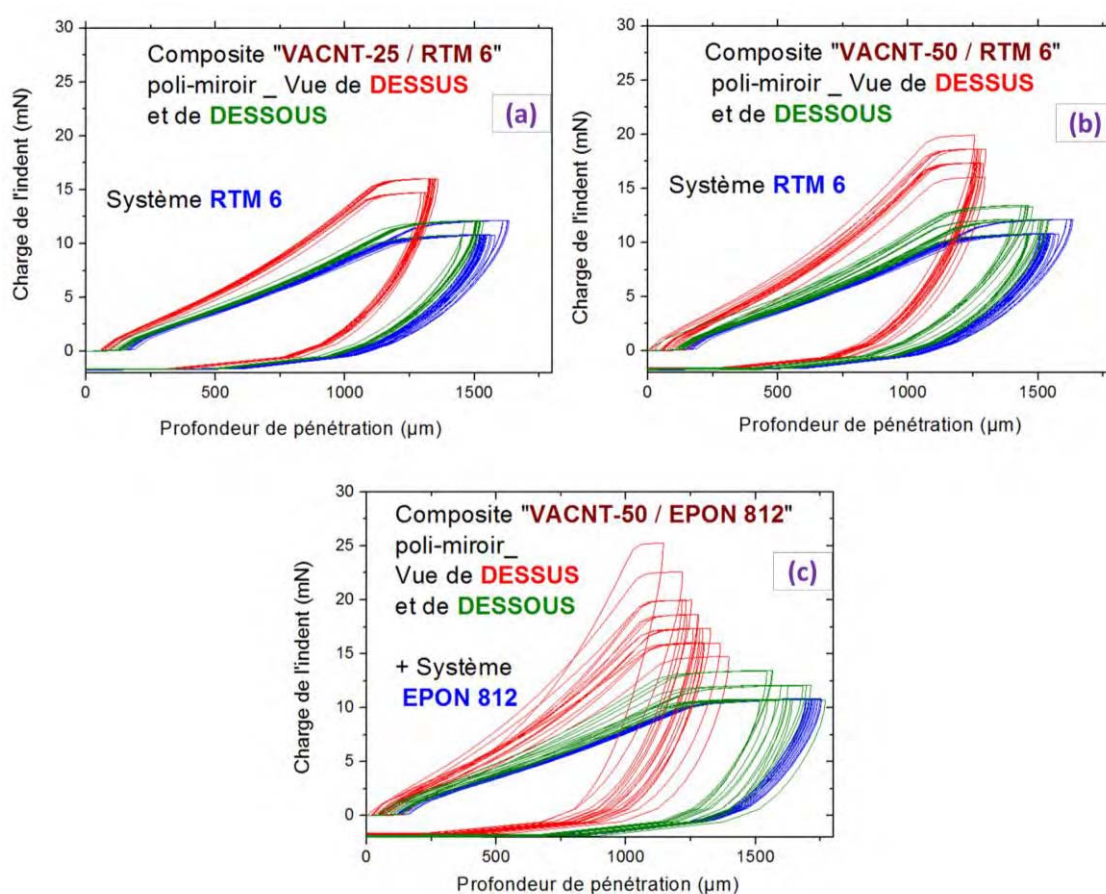 30
25
20
15
10
5
0
Charge de l'indent (mN)
Composite "VACNT-25 / RTM 6"
poli-miroir _ Vue de DESSUS
et de DESSOUS
(a)
Système RTM 6
0 500 1000 1500
Profondeur de pénétration (µm)
30
25
20
15
10
5
0
Charge de l'indent (mN)
Composite "VACNT-50 / RTM 6"
poli-miroir _ Vue de DESSUS
et de DESSOUS
(b)
Système RTM 6
0 500 1000 1500
Profondeur de pénétration (µm)
30
25
20
15
10
5
0
Charge de l'indent (mN)
Composite "VACNT-50 / EPON 812"
poli-miroir_
Vue de DESSUS
et de DESSOUS
(c)
+ Système
EPON 812
0 500 1000 1500
Profondeur de pénétration (µm)